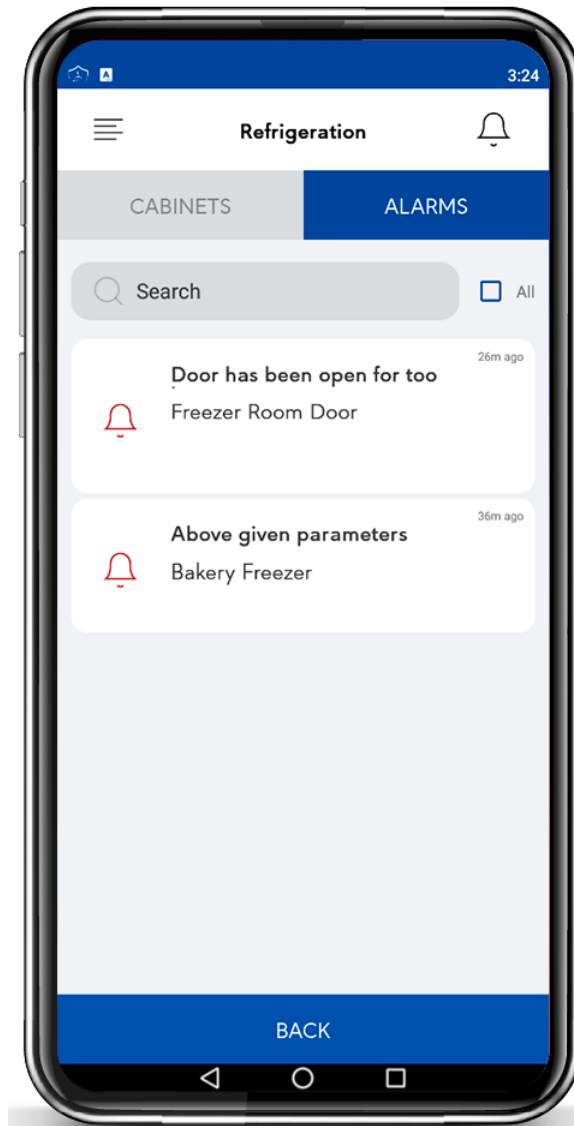 3:24
Refrigeration
CABINETS
ALARMS
Search
All
26m ago
Door has been open for too
Freezer Room Door
36m ago
Above given parameters
Bakery Freezer
BACK